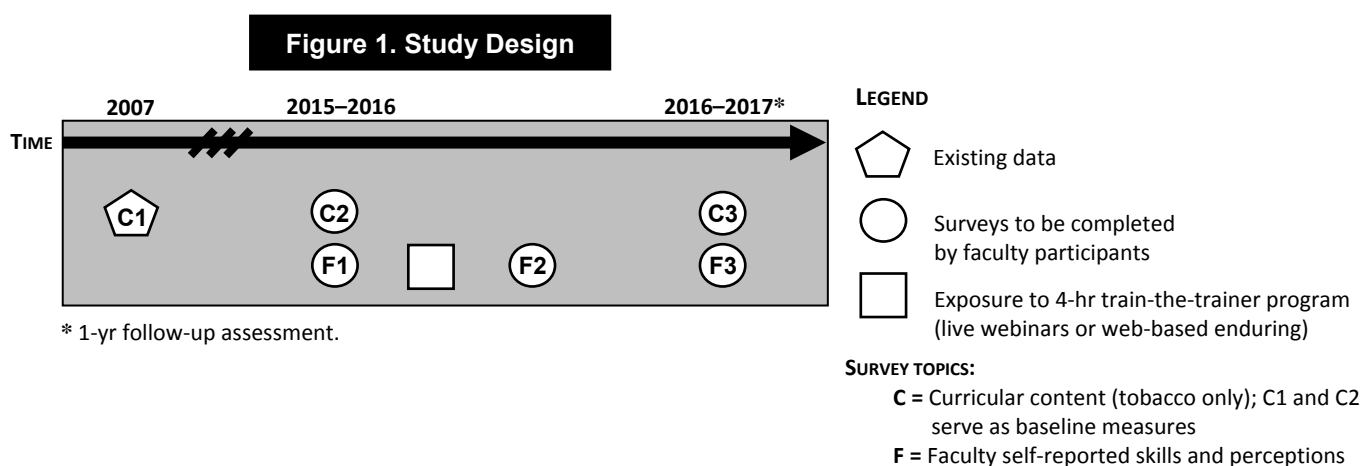 Figure 1. Study Design
2007 2015–2016 2016–2017*
TIME
C1 C2 C3
F1 F2 F3
* 1-yr follow-up assessment.
LEGEND
Existing data
Surveys to be completed
by faculty participants
Exposure to 4-hr train-the-trainer program
(live webinars or web-based enduring)
SURVEY TOPICS:
C = Curricular content (tobacco only); C1 and C2
serve as baseline measures
F = Faculty self-reported skills and perceptions